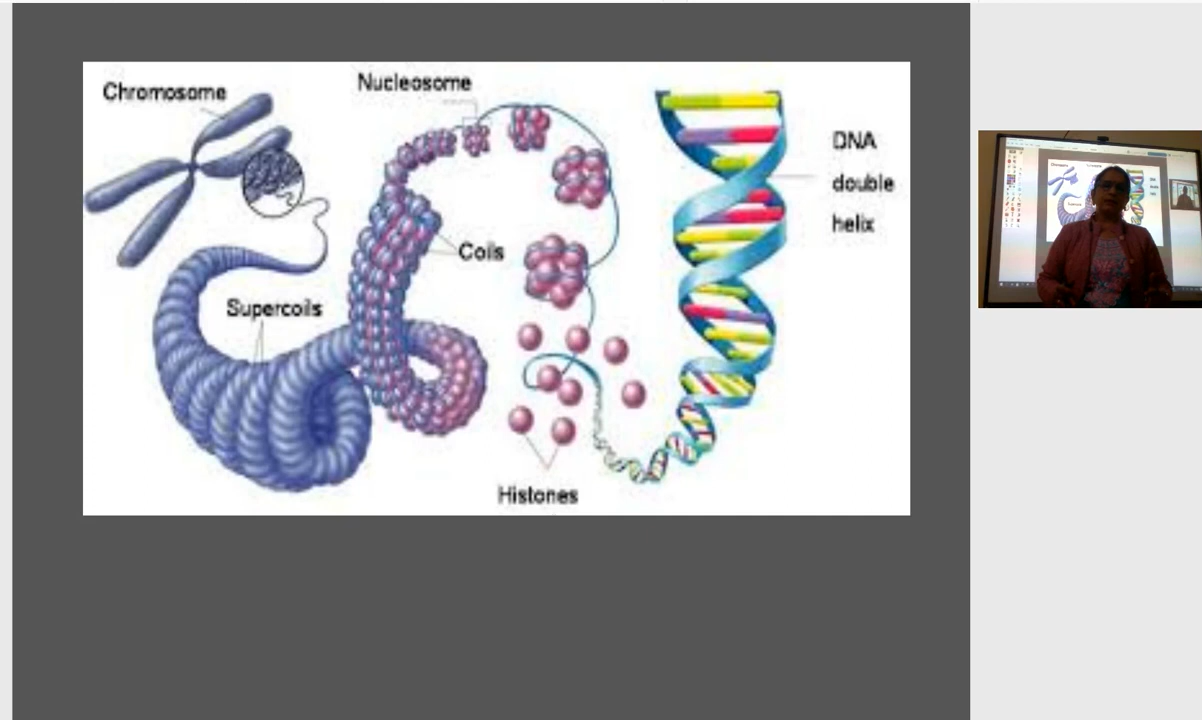 Chromosome
Nucleosome
DNA
double
helix
Coils
Supercoils
Histones